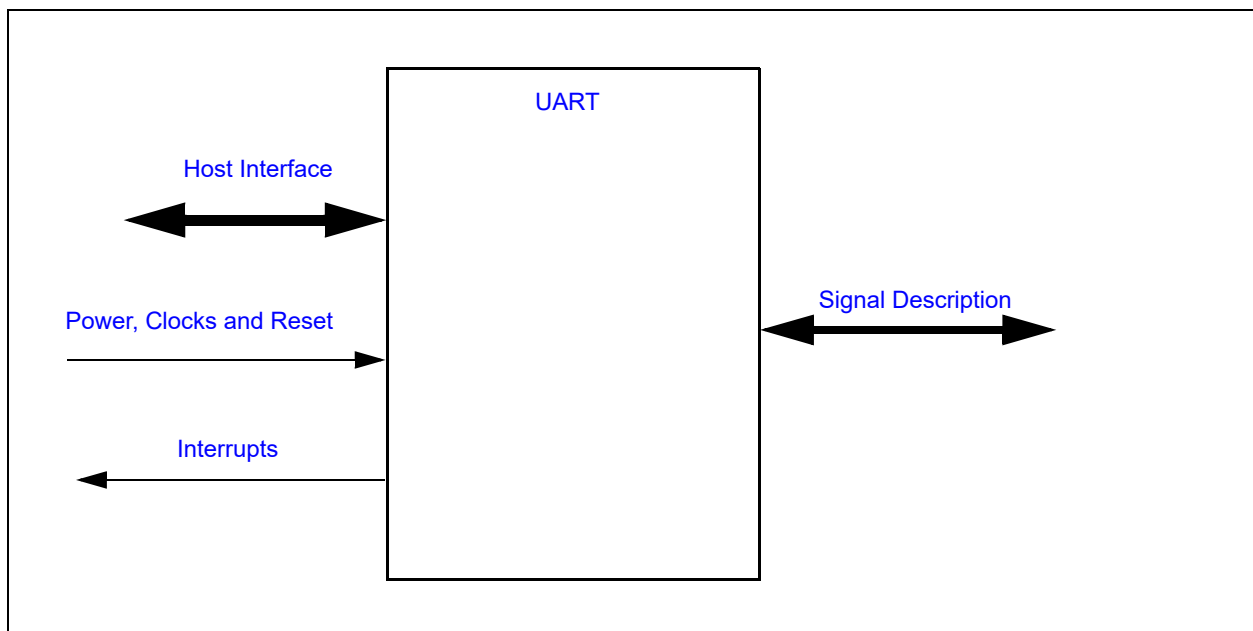 UART
Host Interface
Signal Description
Power, Clocks and Reset
Interrupts